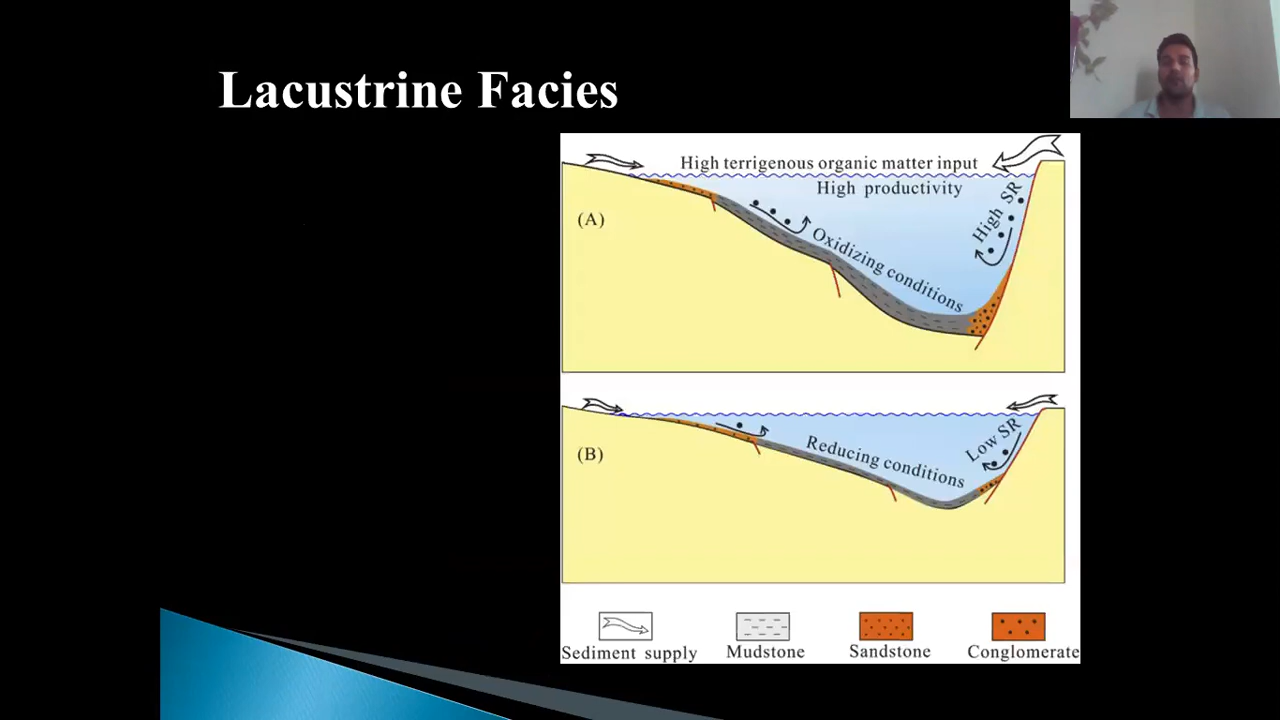 Lacustrine Facies
High terrigenous organic matter input
High productivity
(A)
High SR
Oxidizing conditions
(B)
Low SR
Reducing conditions
Sediment supply
Mudstone
Sandstone
Conglomerate